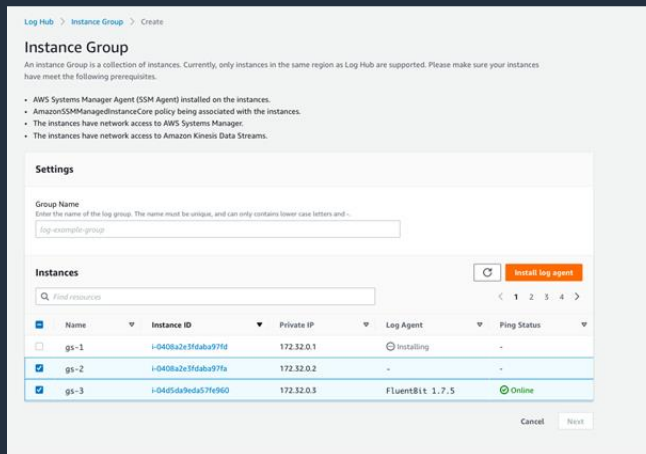 Log Hub > Instance Group > Create
Instance Group
An instance Group is a collection of instances. Currently, only instances in the same region as Log Hub are supported. Please make sure your instances
have meet the following prerequisites.
• AWS Systems Manager Agent (SSM Agent) installed on the instances.
• AmazonSSMManagedInstanceCore policy being associated with the instances.
• The instances have network access to AWS Systems Manager.
• The instances have network access to Amazon Kinesis Data Streams.
Settings
Group Name
Enter the name of the log group. The name must be unique, and can only contains lower case letters and -.
log-example-group
Instances
Install log agent
Find resources
< 1 2 3 4 >
Name Instance ID Private IP Log Agent Ping Status
gs-1 i-0408a2e3fdaba97fd 172.32.0.1 Installing -
gs-2 i-0408a2e3fdaba97fa 172.32.0.2 - -
gs-3 i-04d5da9eda57fe960 172.32.0.3 FluentBit 1.7.5 Online
Cancel Next